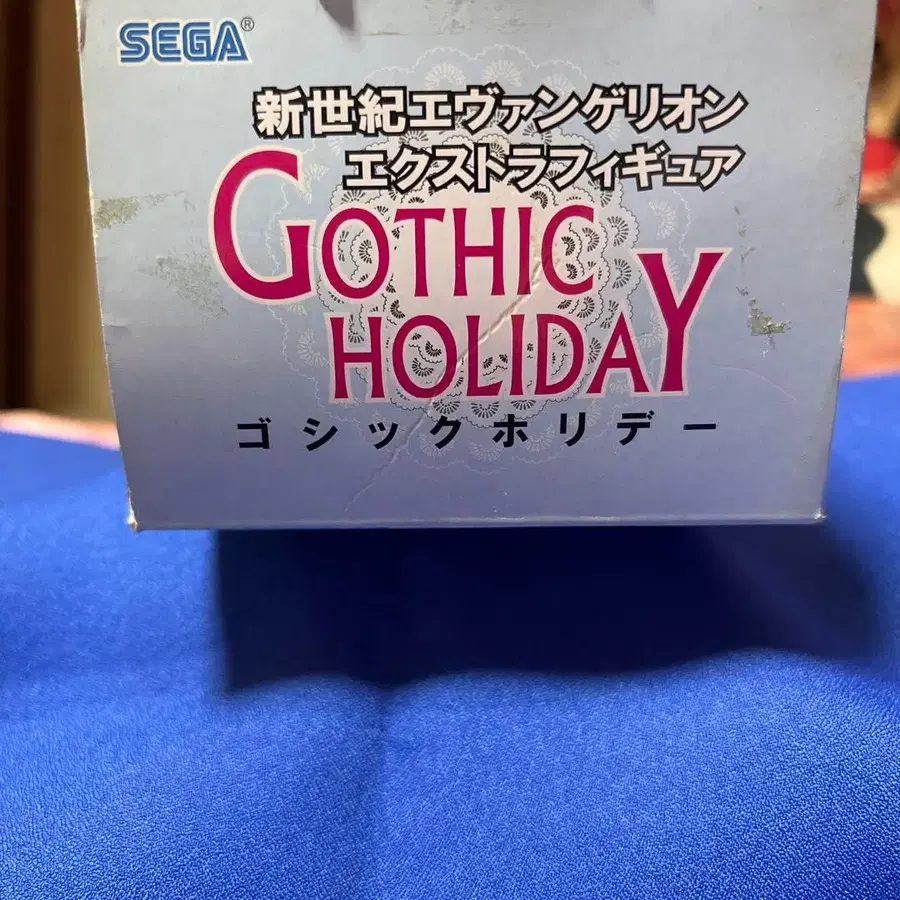 SEGA®
新世紀エヴァンゲリオン
エクストラフィギュア
GOTHIC
HOLIDAY
ゴシックホリデー